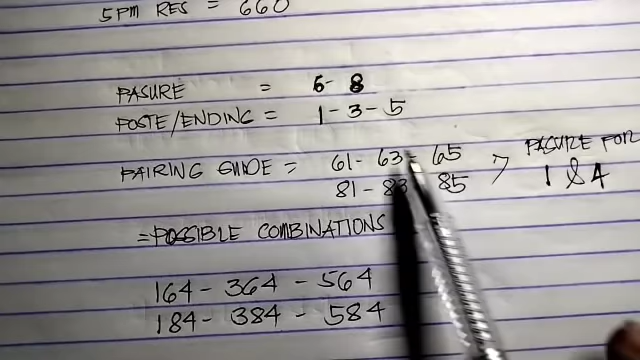 5PM RES = 660
PASURE = 6- 8
POSTE/ENDING = 1 - 3 - 5
PAIRING GUIDE = 61 - 63 - 65 > PASURE FOR
81 - 83 - 85 1 & 4
= POSSIBLE COMBINATIONS
164 - 364 - 564
184 - 384 - 584